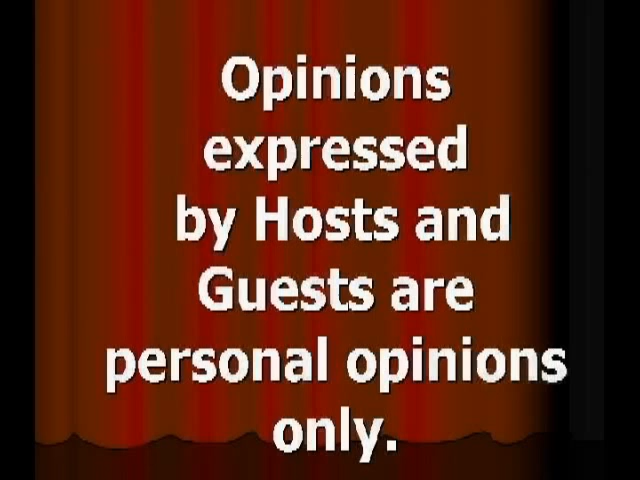 Opinions
expressed
by Hosts and
Guests are
personal opinions
only.